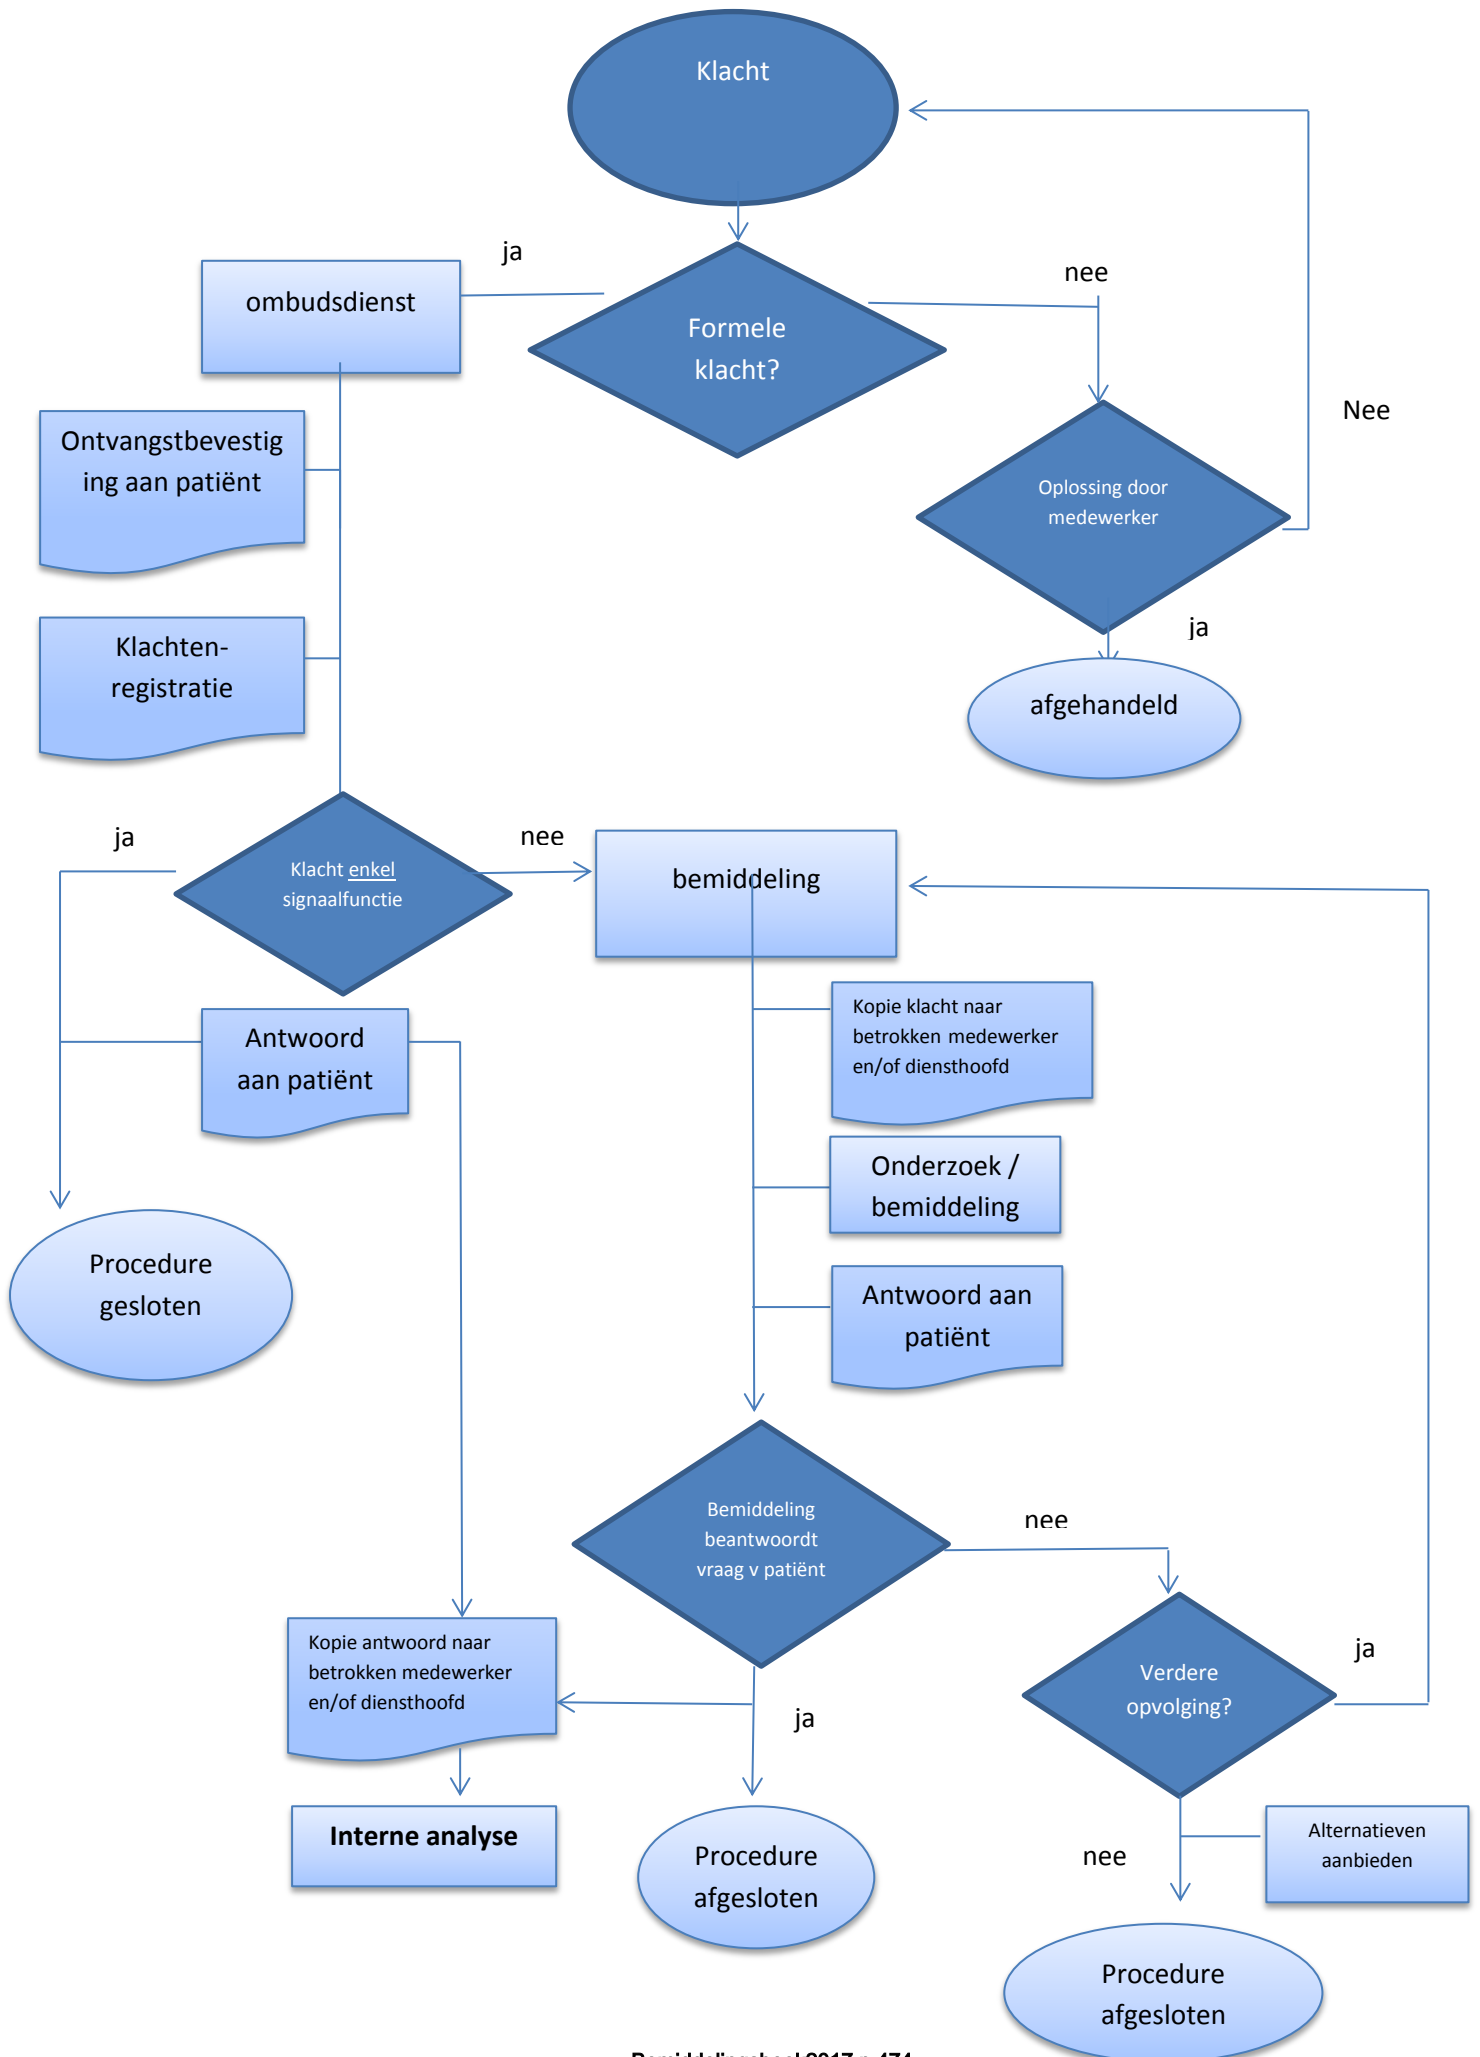 Klacht
ja
nee
ombudsdienst
Formele
klacht?
Nee
Ontvangstbevestig
ing aan patiënt
Oplossing door
medewerker
ja
Klachten-
registratie
afgehandeld
ja
nee
Klacht enkel
signaalfunctie
bemiddeling
Kopie klacht naar
betrokken medewerker
en/of diensthoofd
Antwoord
aan patiënt
Onderzoek /
bemiddeling
Procedure
gesloten
Antwoord aan
patiënt
Bemiddeling
beantwoordt
vraag v patiënt
nee
Kopie antwoord naar
betrokken medewerker
en/of diensthoofd
Verdere
opvolging?
ja
ja
Interne analyse
Procedure
afgesloten
nee
Alternatieven
aanbieden
Procedure
afgesloten